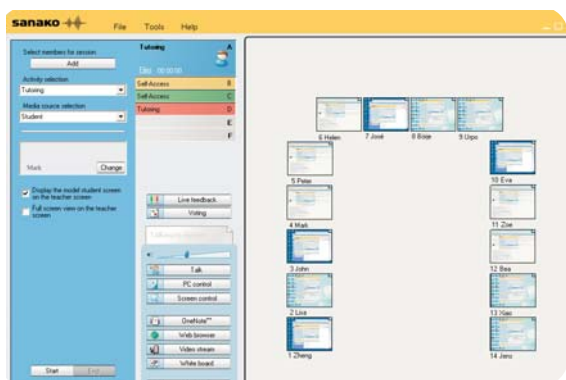 sanako
File Tools Help
Select members for session
Add
Activity selection
Tutoring
Media source selection
Student
Mark Change
Display the model student screen
on the teacher screen
Full screen view on the teacher
screen
Start End
Tutoring A
00:00:00
Self-Access B
Self-Access C
Tutoring D
E
F
Live feedback
Voting
Talk
PC control
Screen control
OneNote™
Web browser
Video stream
White board
6 Helen 7 José 8 Börje 9 Urpo
5 Peter 10 Eva
4 Mark 11 Zoe
3 John 12 Bea
2 Lisa 13 Xiao
1 Zheng 14 Jens